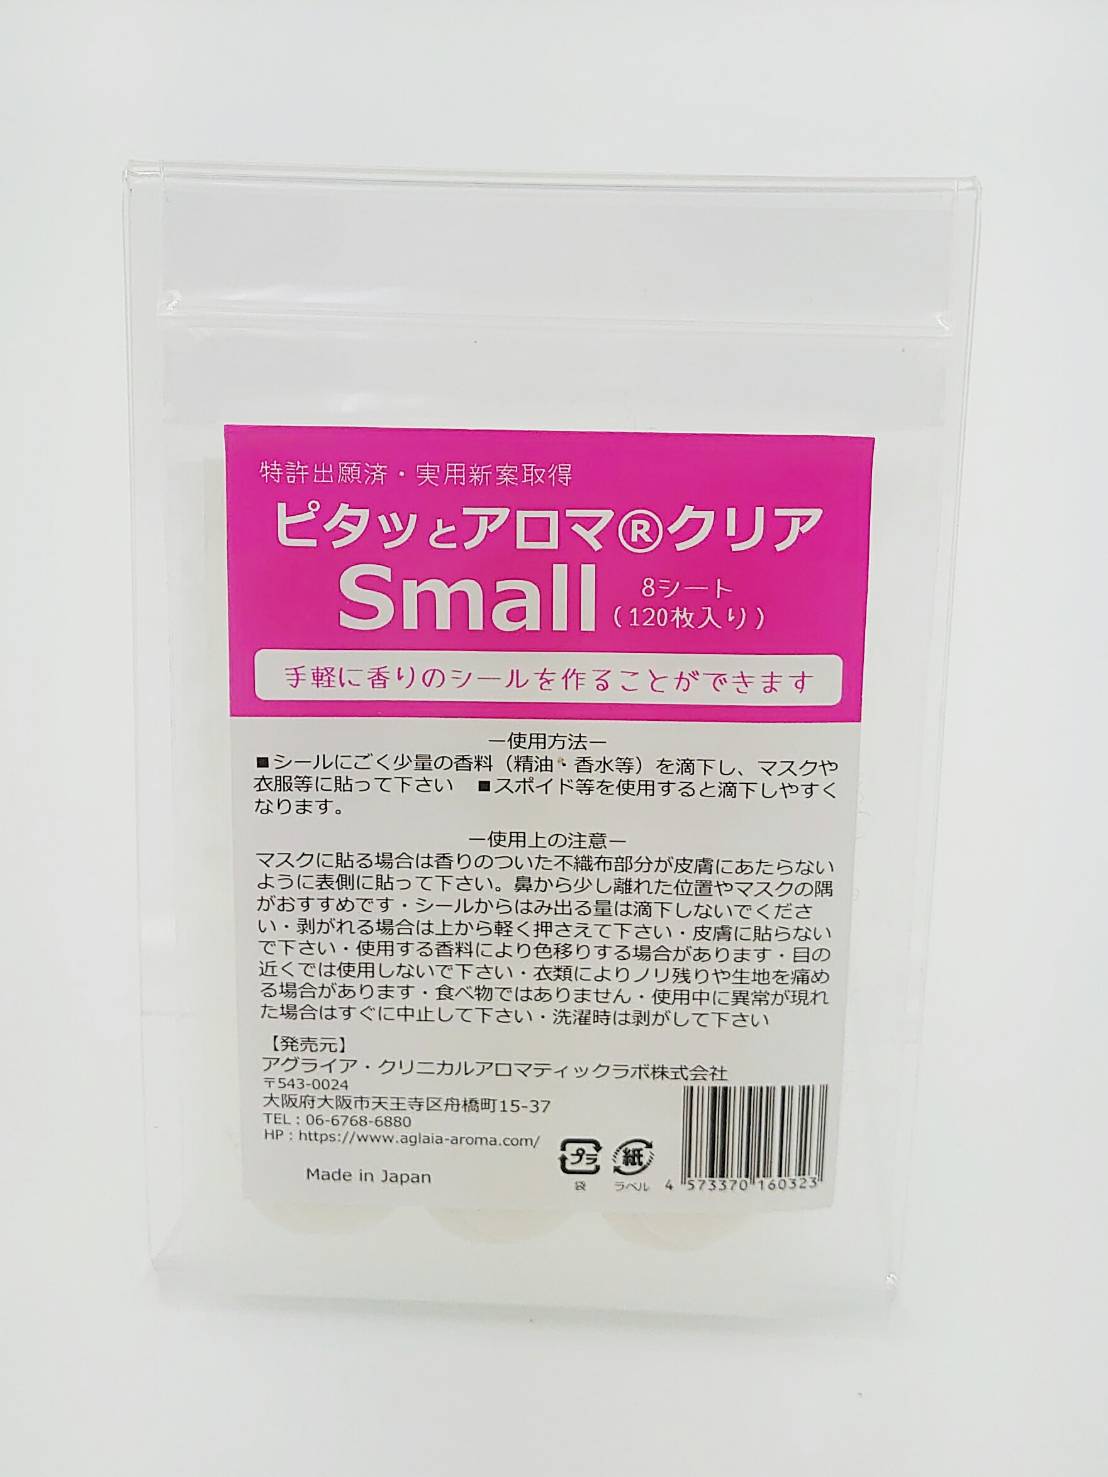 特許出願済・実用新案取得
ピタッとアロマ®クリア
Small 8シート
(120枚入り)
手軽に香りのシールを作ることができます
ー使用方法ー
■シールにごく少量の香料（精油・香水等）を滴下し、マスクや
衣服等に貼って下さい　■スポイド等を使用すると滴下しやすく
なります。
ー使用上の注意ー
マスクに貼る場合は香りのついた不織布部分が皮膚にあたらない
ように表側に貼って下さい。鼻から少し離れた位置やマスクの隅
がおすすめです・シールからはみ出る量は滴下しないでくださ
い・剥がれる場合は上から軽く押さえて下さい・皮膚に貼らない
で下さい・使用する香料により色移りする場合があります・目の
近くでは使用しないで下さい・衣類によりノリ残りや生地を痛め
る場合があります・食べ物ではありません・使用中に異常が現れ
た場合はすぐに中止して下さい・洗濯時は剥がして下さい
【発売元】
アグライア・クリニカルアロマティックラボ株式会社
〒543-0024
大阪府大阪市天王寺区舟橋町15-37
TEL：06-6768-6880
HP：https://www.aglaia-aroma.com/
Made in Japan
プラ
袋
紙
ラベル
4 573370 160323